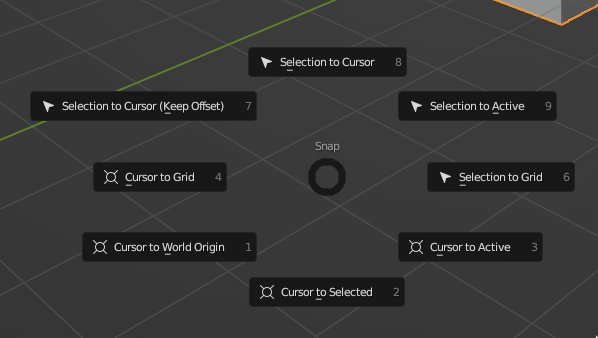 Selection to Cursor 8
Selection to Cursor (Keep Offset) 7
Selection to Active 9
Snap
Cursor to Grid 4
Selection to Grid 6
Cursor to World Origin 1
Cursor to Active 3
Cursor to Selected 2